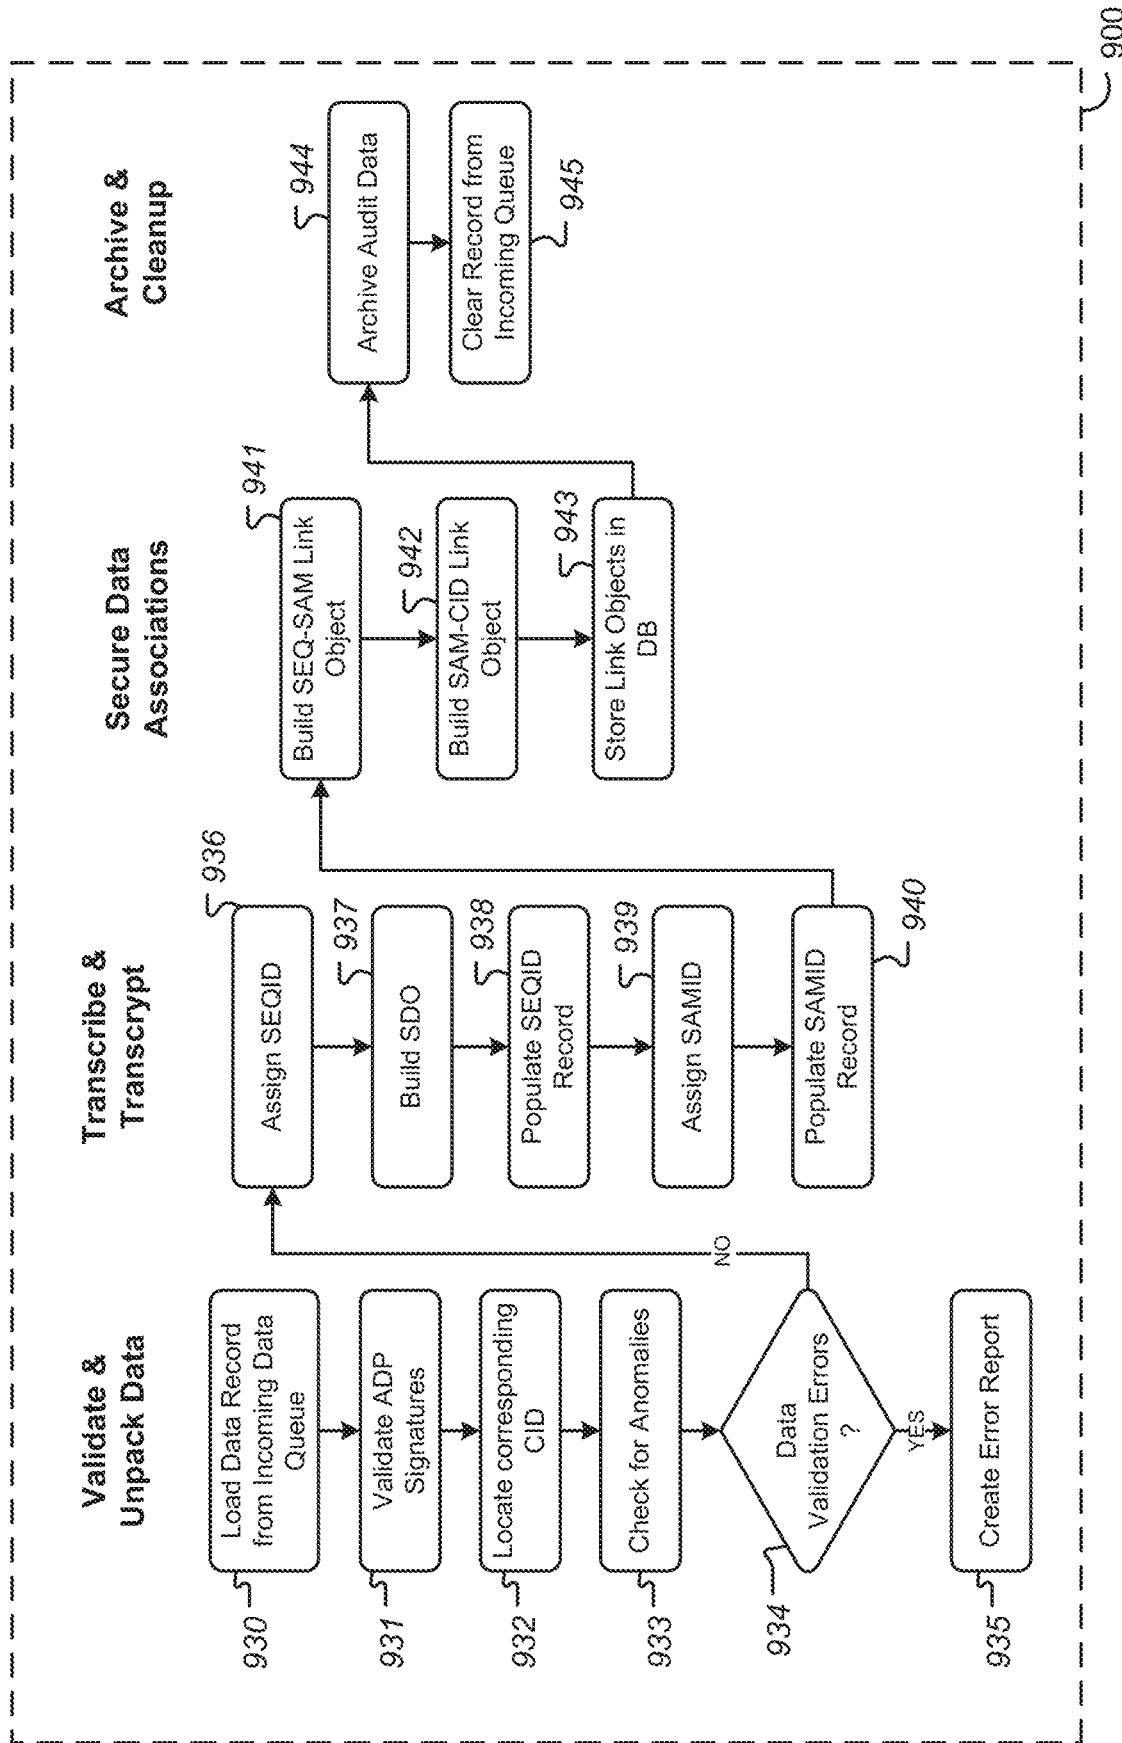 Validate &
Unpack Data
930
Load Data Record
from Incoming Data
Queue
931
Validate ADP
Signatures
932
Locate corresponding
CID
933
Check for Anomalies
934
Data
Validation Errors
?
NO
YES
935
Create Error Report
Transcribe &
Transcrypt
936
Assign SEQID
937
Build SDO
938
Populate SEQID
Record
939
Assign SAMID
940
Populate SAMID
Record
Secure Data
Associations
941
Build SEQ-SAM Link
Object
942
Build SAM-CID Link
Object
943
Store Link Objects in
DB
Archive &
Cleanup
944
Archive Audit Data
945
Clear Record from
Incoming Queue
900